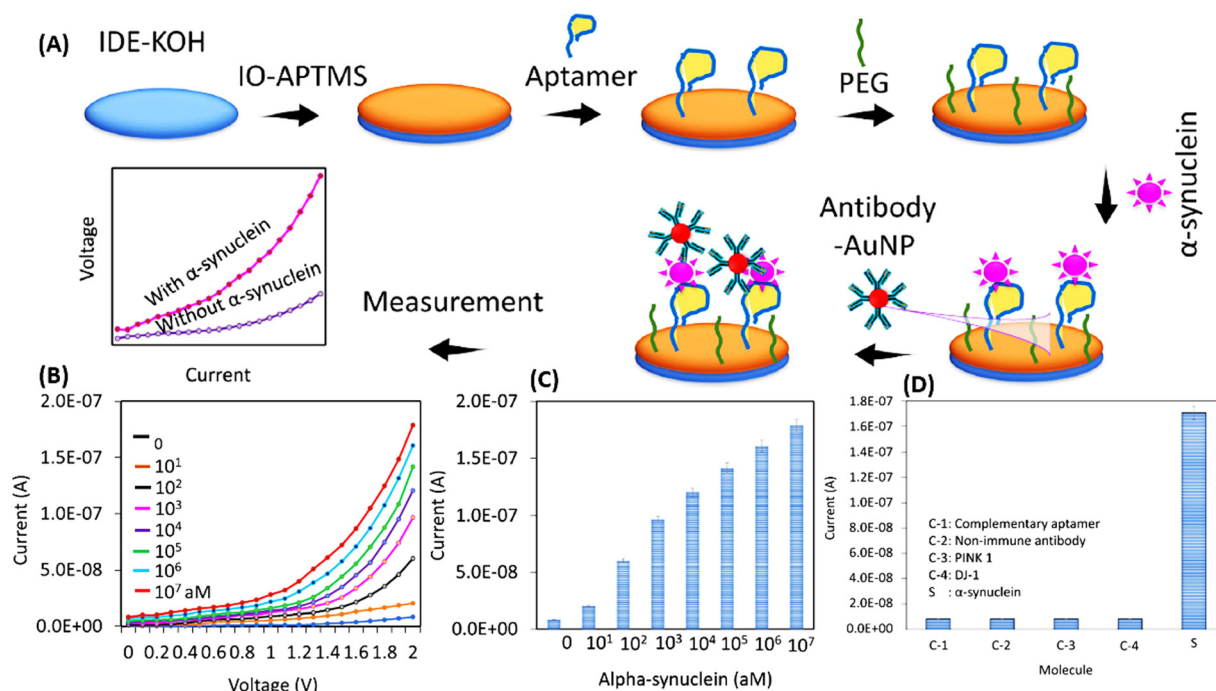 (A)
IDE-KOH
IO-APTMS
Aptamer
PEG
α-synuclein
Antibody
-AuNP
Measurement
With α-synuclein
Without α-synuclein
Voltage
Current
(B)
2.0E-07
1.5E-07
1.0E-07
5.0E-08
0.0E+00
Current (A)
0
10¹
10²
10³
10⁴
10⁵
10⁶
10⁷ aM
0 0.2 0.4 0.6 0.8 1 1.2 1.4 1.6 1.8 2
Voltage (V)
(C)
2.0E-07
1.5E-07
1.0E-07
5.0E-08
0.0E+00
Current (A)
0 10¹ 10² 10³ 10⁴ 10⁵ 10⁶ 10⁷
Alpha-synuclein (aM)
(D)
1.8E-07
1.6E-07
1.4E-07
1.2E-07
1.0E-07
8.0E-08
6.0E-08
4.0E-08
2.0E-08
0.0E+00
Current (A)
C-1: Complementary aptamer
C-2: Non-immune antibody
C-3: PINK 1
C-4: DJ-1
S : α-synuclein
C-1 C-2 C-3 C-4 S
Molecule